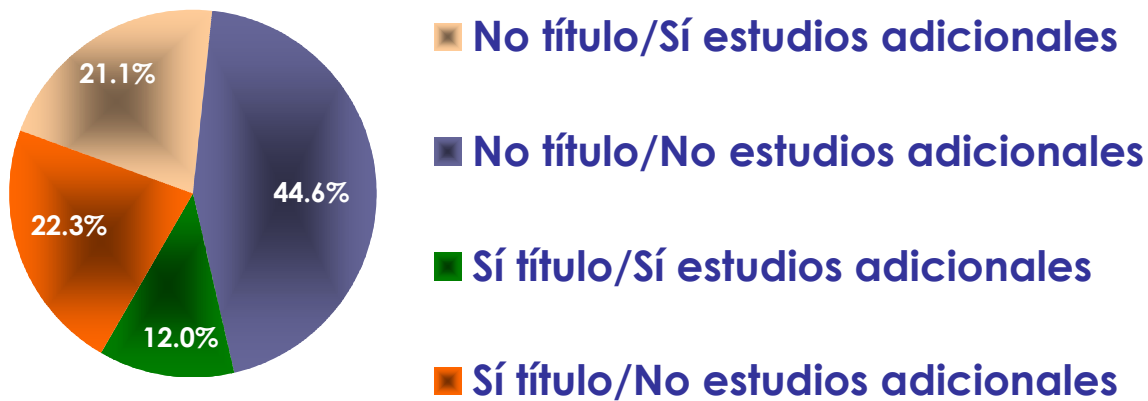 21.1%
44.6%
22.3%
12.0%
No título/Sí estudios adicionales
No título/No estudios adicionales
Sí título/Sí estudios adicionales
Sí título/No estudios adicionales